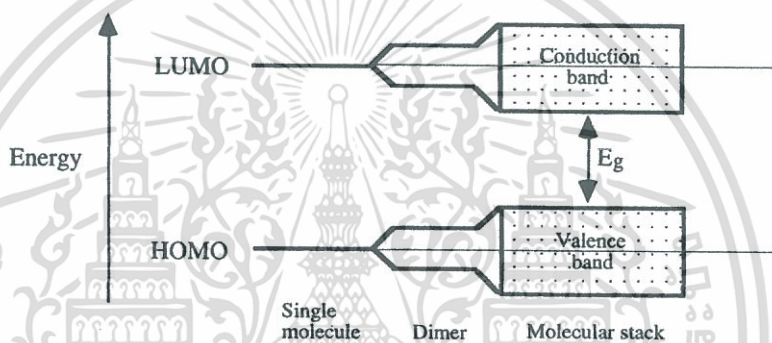 LUMO
Conduction
band
Energy
Eg
HOMO
Valence
band
Single
molecule
Dimer
Molecular stack